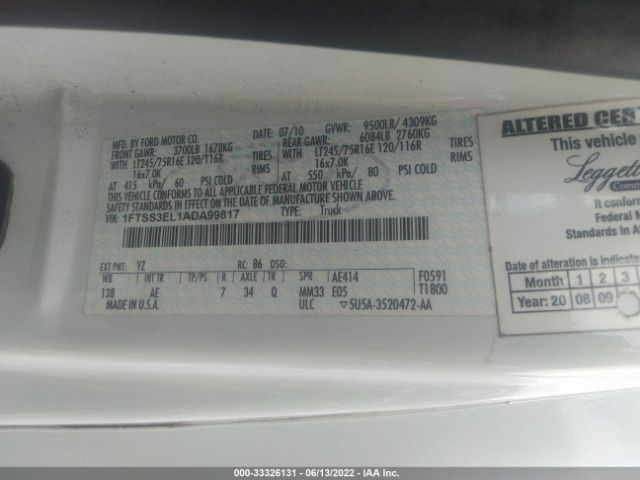 MFD. BY FORD MOTOR CO.
DATE: 07/10 GVWR: 9500LB/ 4309KG
FRONT GAWR: 3700LB 1678KG
REAR GAWR: 6084LB 2760KG
WITH LT245/75R16E 120/116R TIRES
WITH LT245/75R16E 120/116R TIRES
16x7.0K
16x7.0K
AT 415 kPa/ 60 PSI COLD
AT 550 kPa/ 80 PSI COLD
THIS VEHICLE CONFORMS TO ALL APPLICABLE FEDERAL MOTOR VEHICLE
SAFETY STANDARDS IN EFFECT ON THE DATE OF MANUFACTURE SHOWN ABOVE.
VIN: 1FTSS3EL1ADA99817 TYPE: Truck
EXT PNT: YZ RC: 86 DSO:
WB INT TR TP/PS R AXLE TR SPR AE414 F0591
138 AE 7 34 Q MM33 E05 T1800
MADE IN U.S.A. ULC ▽5U5A-3520472-AA
ALTERED CER
This vehicle
Leggett
Com
It conform
Federal M
Standards In A
Date of alteration is indicate
Month 1 2 3
Year: 20 08 09
000-33326131 - 06/13/2022 - IAA Inc.